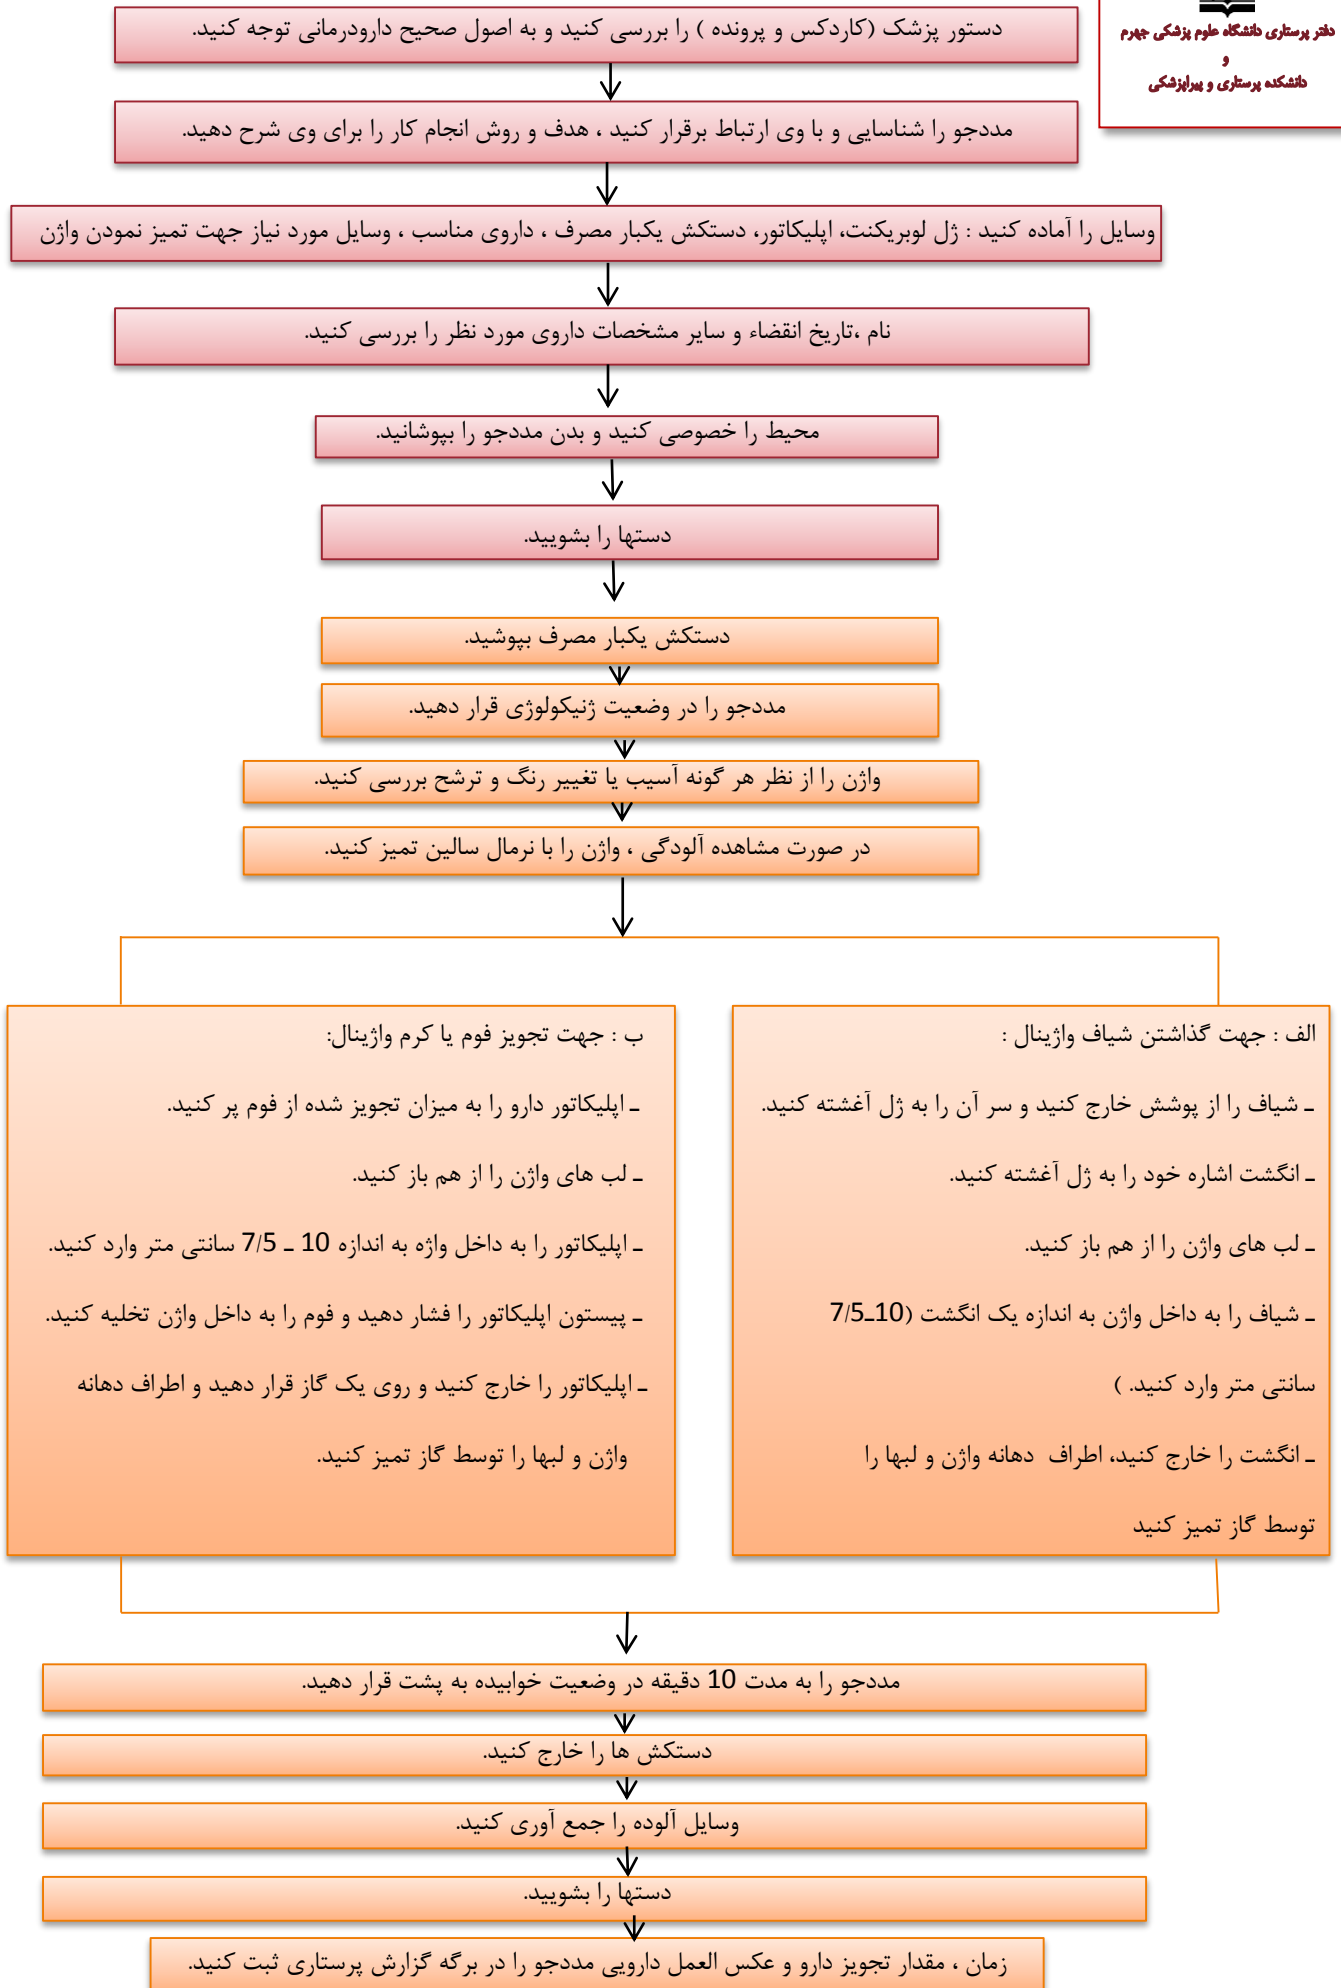 دفتر پرستاری دانشگاه علوم پزشکی جهرم
و
دانشکده پرستاری و پیراپزشکی
دستور پزشک (کاردکس و پرونده ) را بررسی کنید و به اصول صحیح دارودرمانی توجه کنید.
مددجو را شناسایی و با وی ارتباط برقرار کنید ، هدف و روش انجام کار را برای وی شرح دهید.
وسایل را آماده کنید : ژل لوبریکنت، اپلیکاتور، دستکش یکبار مصرف ، داروی مناسب ، وسایل مورد نیاز جهت تمیز نمودن واژن
نام ،تاریخ انقضاء و سایر مشخصات داروی مورد نظر را بررسی کنید.
محیط را خصوصی کنید و بدن مددجو را بپوشانید.
دستها را بشویید.
دستکش یکبار مصرف بپوشید.
مددجو را در وضعیت ژنیکولوژی قرار دهید.
واژن را از نظر هر گونه آسیب یا تغییر رنگ و ترشح بررسی کنید.
در صورت مشاهده آلودگی ، واژن را با نرمال سالین تمیز کنید.
الف : جهت گذاشتن شیاف واژینال :
ـ شیاف را از پوشش خارج کنید و سر آن را به ژل آغشته کنید.
ـ انگشت اشاره خود را به ژل آغشته کنید.
ـ لب های واژن را از هم باز کنید.
ـ شیاف را به داخل واژن به اندازه یک انگشت (10ـ7/5
سانتی متر وارد کنید. )
ـ انگشت را خارج کنید، اطراف دهانه واژن و لبها را
توسط گاز تمیز کنید
ب : جهت تجویز فوم یا کرم واژینال:
ـ اپلیکاتور دارو را به میزان تجویز شده از فوم پر کنید.
ـ لب های واژن را از هم باز کنید.
ـ اپلیکاتور را به داخل واژه به اندازه 10 ـ 7/5 سانتی متر وارد کنید.
ـ پیستون اپلیکاتور را فشار دهید و فوم را به داخل واژن تخلیه کنید.
ـ اپلیکاتور را خارج کنید و روی یک گاز قرار دهید و اطراف دهانه
واژن و لبها را توسط گاز تمیز کنید.
مددجو را به مدت 10 دقیقه در وضعیت خوابیده به پشت قرار دهید.
دستکش ها را خارج کنید.
وسایل آلوده را جمع آوری کنید.
دستها را بشویید.
زمان ، مقدار تجویز دارو و عکس العمل دارویی مددجو را در برگه گزارش پرستاری ثبت کنید.